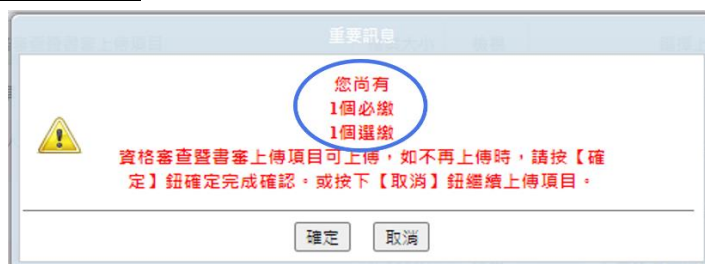 重要訊息
您尚有
1個必繳
1個選繳
資格審查暨書審上傳項目可上傳，如不再上傳時，請按【確
定】鈕確定完成確認。或按下【取消】鈕繼續上傳項目。
確定
取消